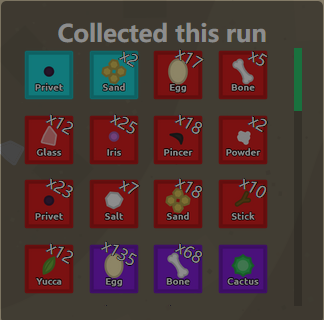 Collected this run
x2 x17 x5
Privet Sand Egg Bone
x12 x25 x18 x2
Glass Iris Pincer Powder
x23 x7 x18 x10
Privet Salt Sand Stick
x12 x135 x68
Yucca Egg Bone Cactus